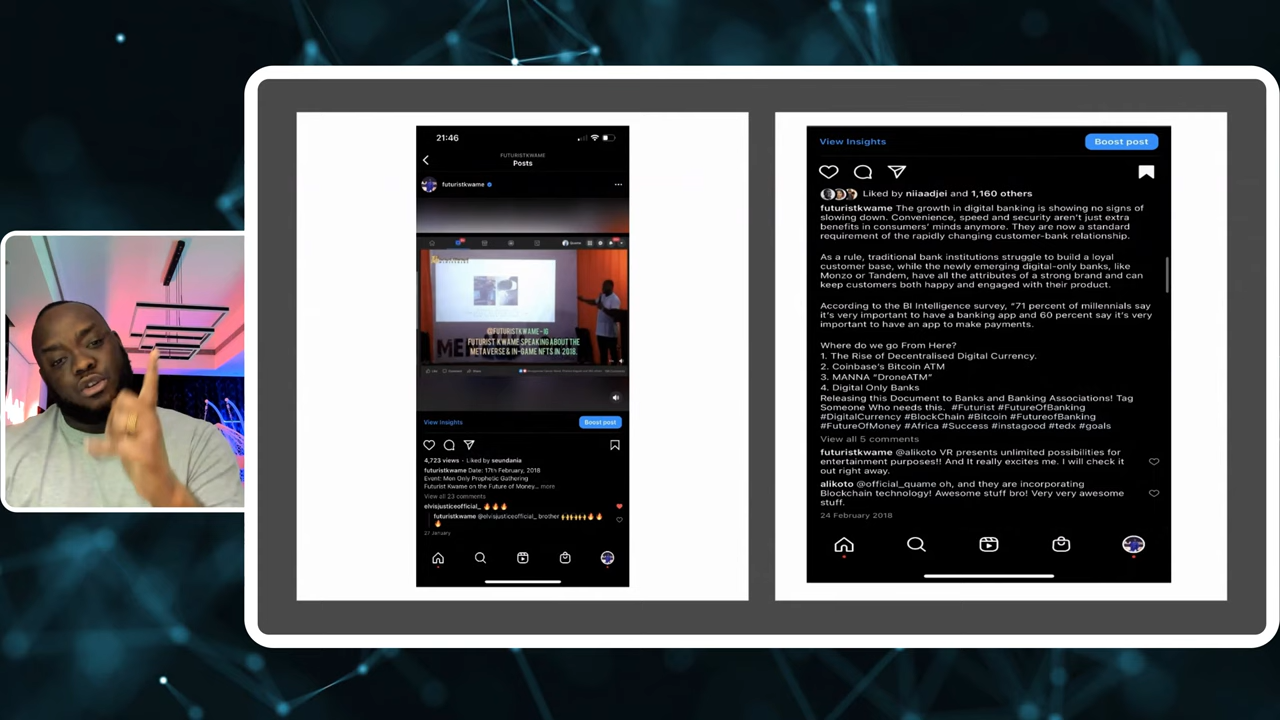 21:46
FUTURISTKWAME
Posts
futuristkwame
@FUTURISTKWAME-IG
FUTURIST KWAME SPEAKING ABOUT THE
METAVERSE & IN-GAME NFTS IN 2018.
View Insights
Boost post
4,723 views • Liked by seundania
futuristkwame Date: 17th February, 2018
Event: Men Only Prophetic Gathering
Futurist Kwame on the Future of Money... more
View all 23 comments
elvisjusticeofficial_ 🔥🔥🔥
futuristkwame @elvisjusticeofficial_ brother 🙌🙌🙌🔥🔥
🔥
27 January
View Insights
Boost post
Liked by niiaadjei and 1,160 others
futuristkwame The growth in digital banking is showing no signs of
slowing down. Convenience, speed and security aren't just extra
benefits in consumers' minds anymore. They are now a standard
requirement of the rapidly changing customer-bank relationship.
As a rule, traditional bank institutions struggle to build a loyal
customer base, while the newly emerging digital-only banks, like
Monzo or Tandem, have all the attributes of a strong brand and can
keep customers both happy and engaged with their product.
According to the BI Intelligence survey, "71 percent of millennials say
it's very important to have a banking app and 60 percent say it's very
important to have an app to make payments.
Where do we go From Here?
1. The Rise of Decentralised Digital Currency.
2. Coinbase's Bitcoin ATM
3. MANNA "DroneATM"
4. Digital Only Banks
Releasing this Document to Banks and Banking Associations! Tag
Someone Who needs this. #Futurist #FutureOfBanking
#DigitalCurrency #BlockChain #Bitcoin #FutureofBanking
#FutureOfMoney #Africa #Success #instagood #tedx #goals
View all 5 comments
futuristkwame @alikoto VR presents unlimited possibilities for
entertainment purposes!! And It really excites me. I will check it
out right away.
alikoto @official_quame oh, and they are incorporating
Blockchain technology! Awesome stuff bro! Very very awesome
stuff.
24 February 2018